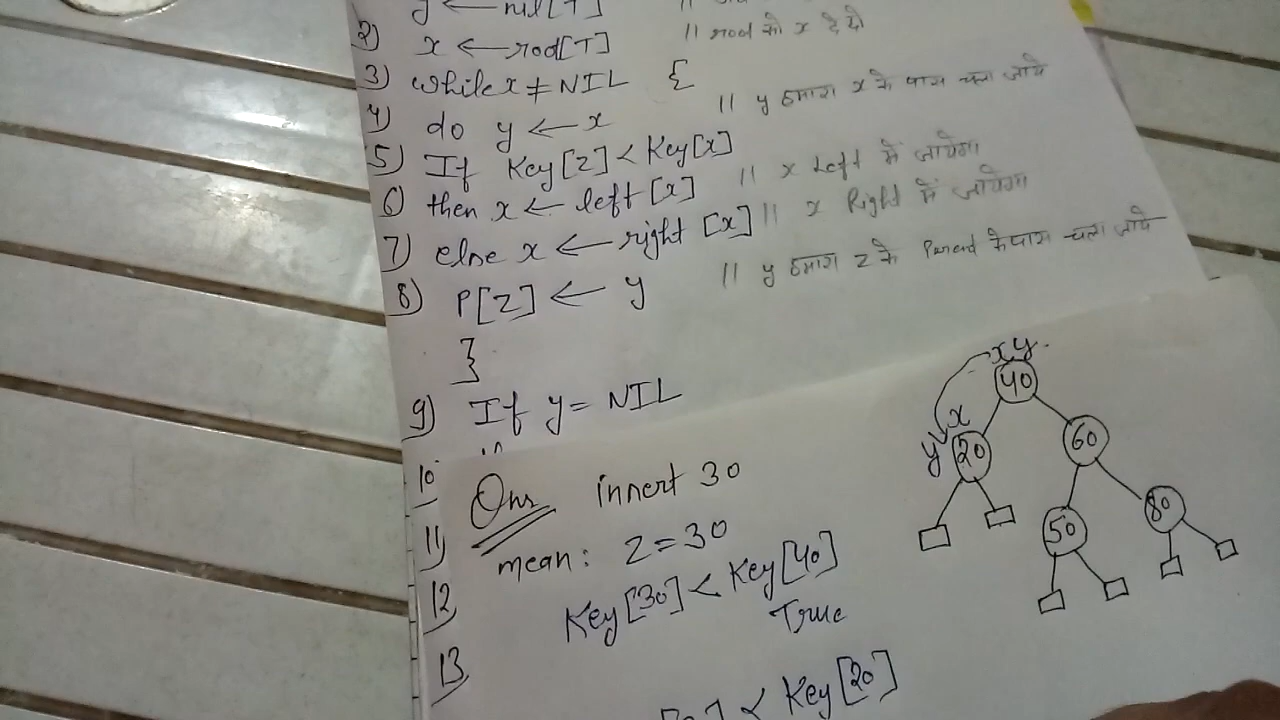 y ← nil[T] //
2) x ← root[T] // root को x दे दो
3) while x ≠ NIL {
4) do y ← x // y हमारा x के पास चला जाये
5) If Key[Z] < Key[x]
6) then x ← left [x] // x Left में जायेगा
7) else x ← right [x] // x Right में जायेगा
8) P[Z] ← y // y हमारा Z के Parent के पास चला जाये
}
9) If y = NIL
10
11)
12)
13
Ques insert 30
mean: Z = 30
Key[30] < Key[40]
True
< Key[20]
x y.
40
x
y 20 60
50 80